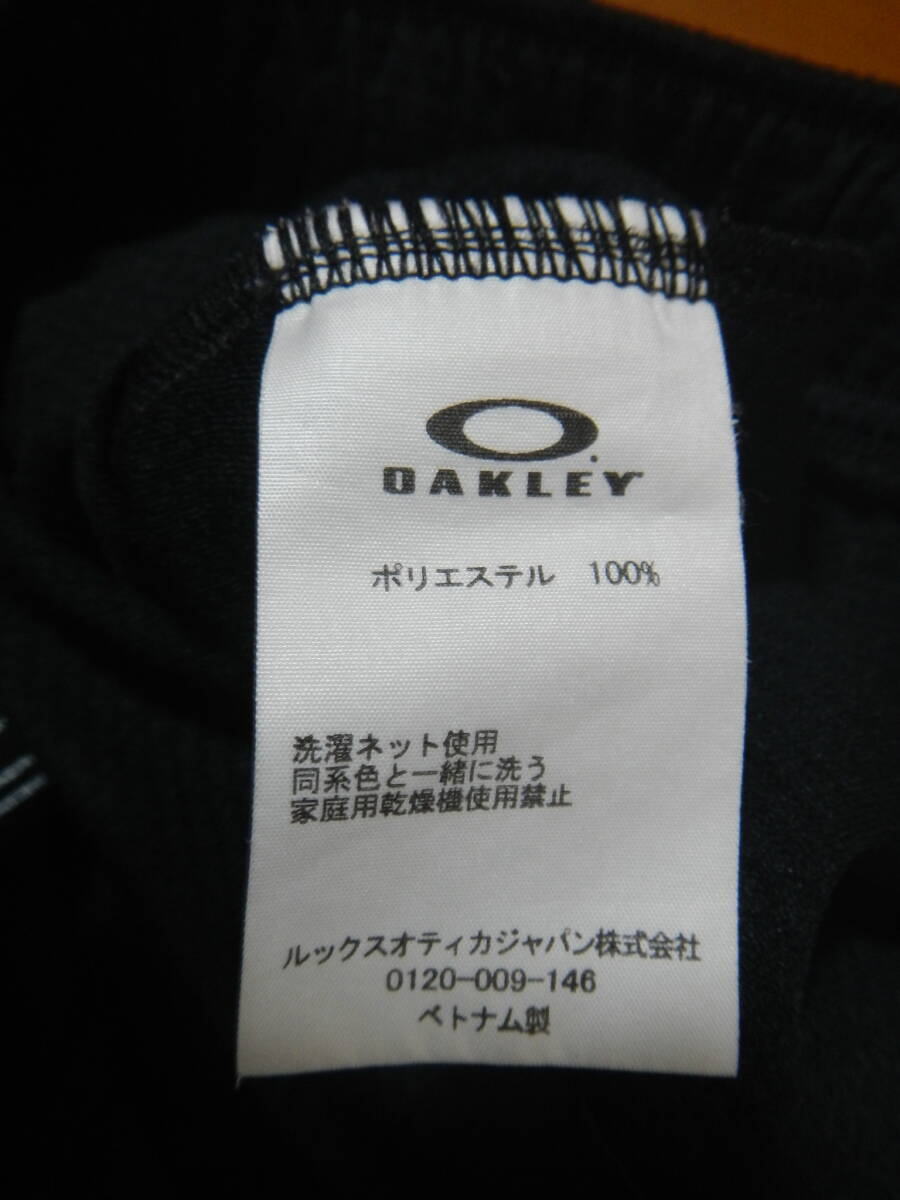 OAKLEY
ポリエステル 100%
洗濯ネット使用
同系色と一緒に洗う
家庭用乾燥機使用禁止
ルックスオティカジャパン株式会社
0120-009-146
ベトナム製